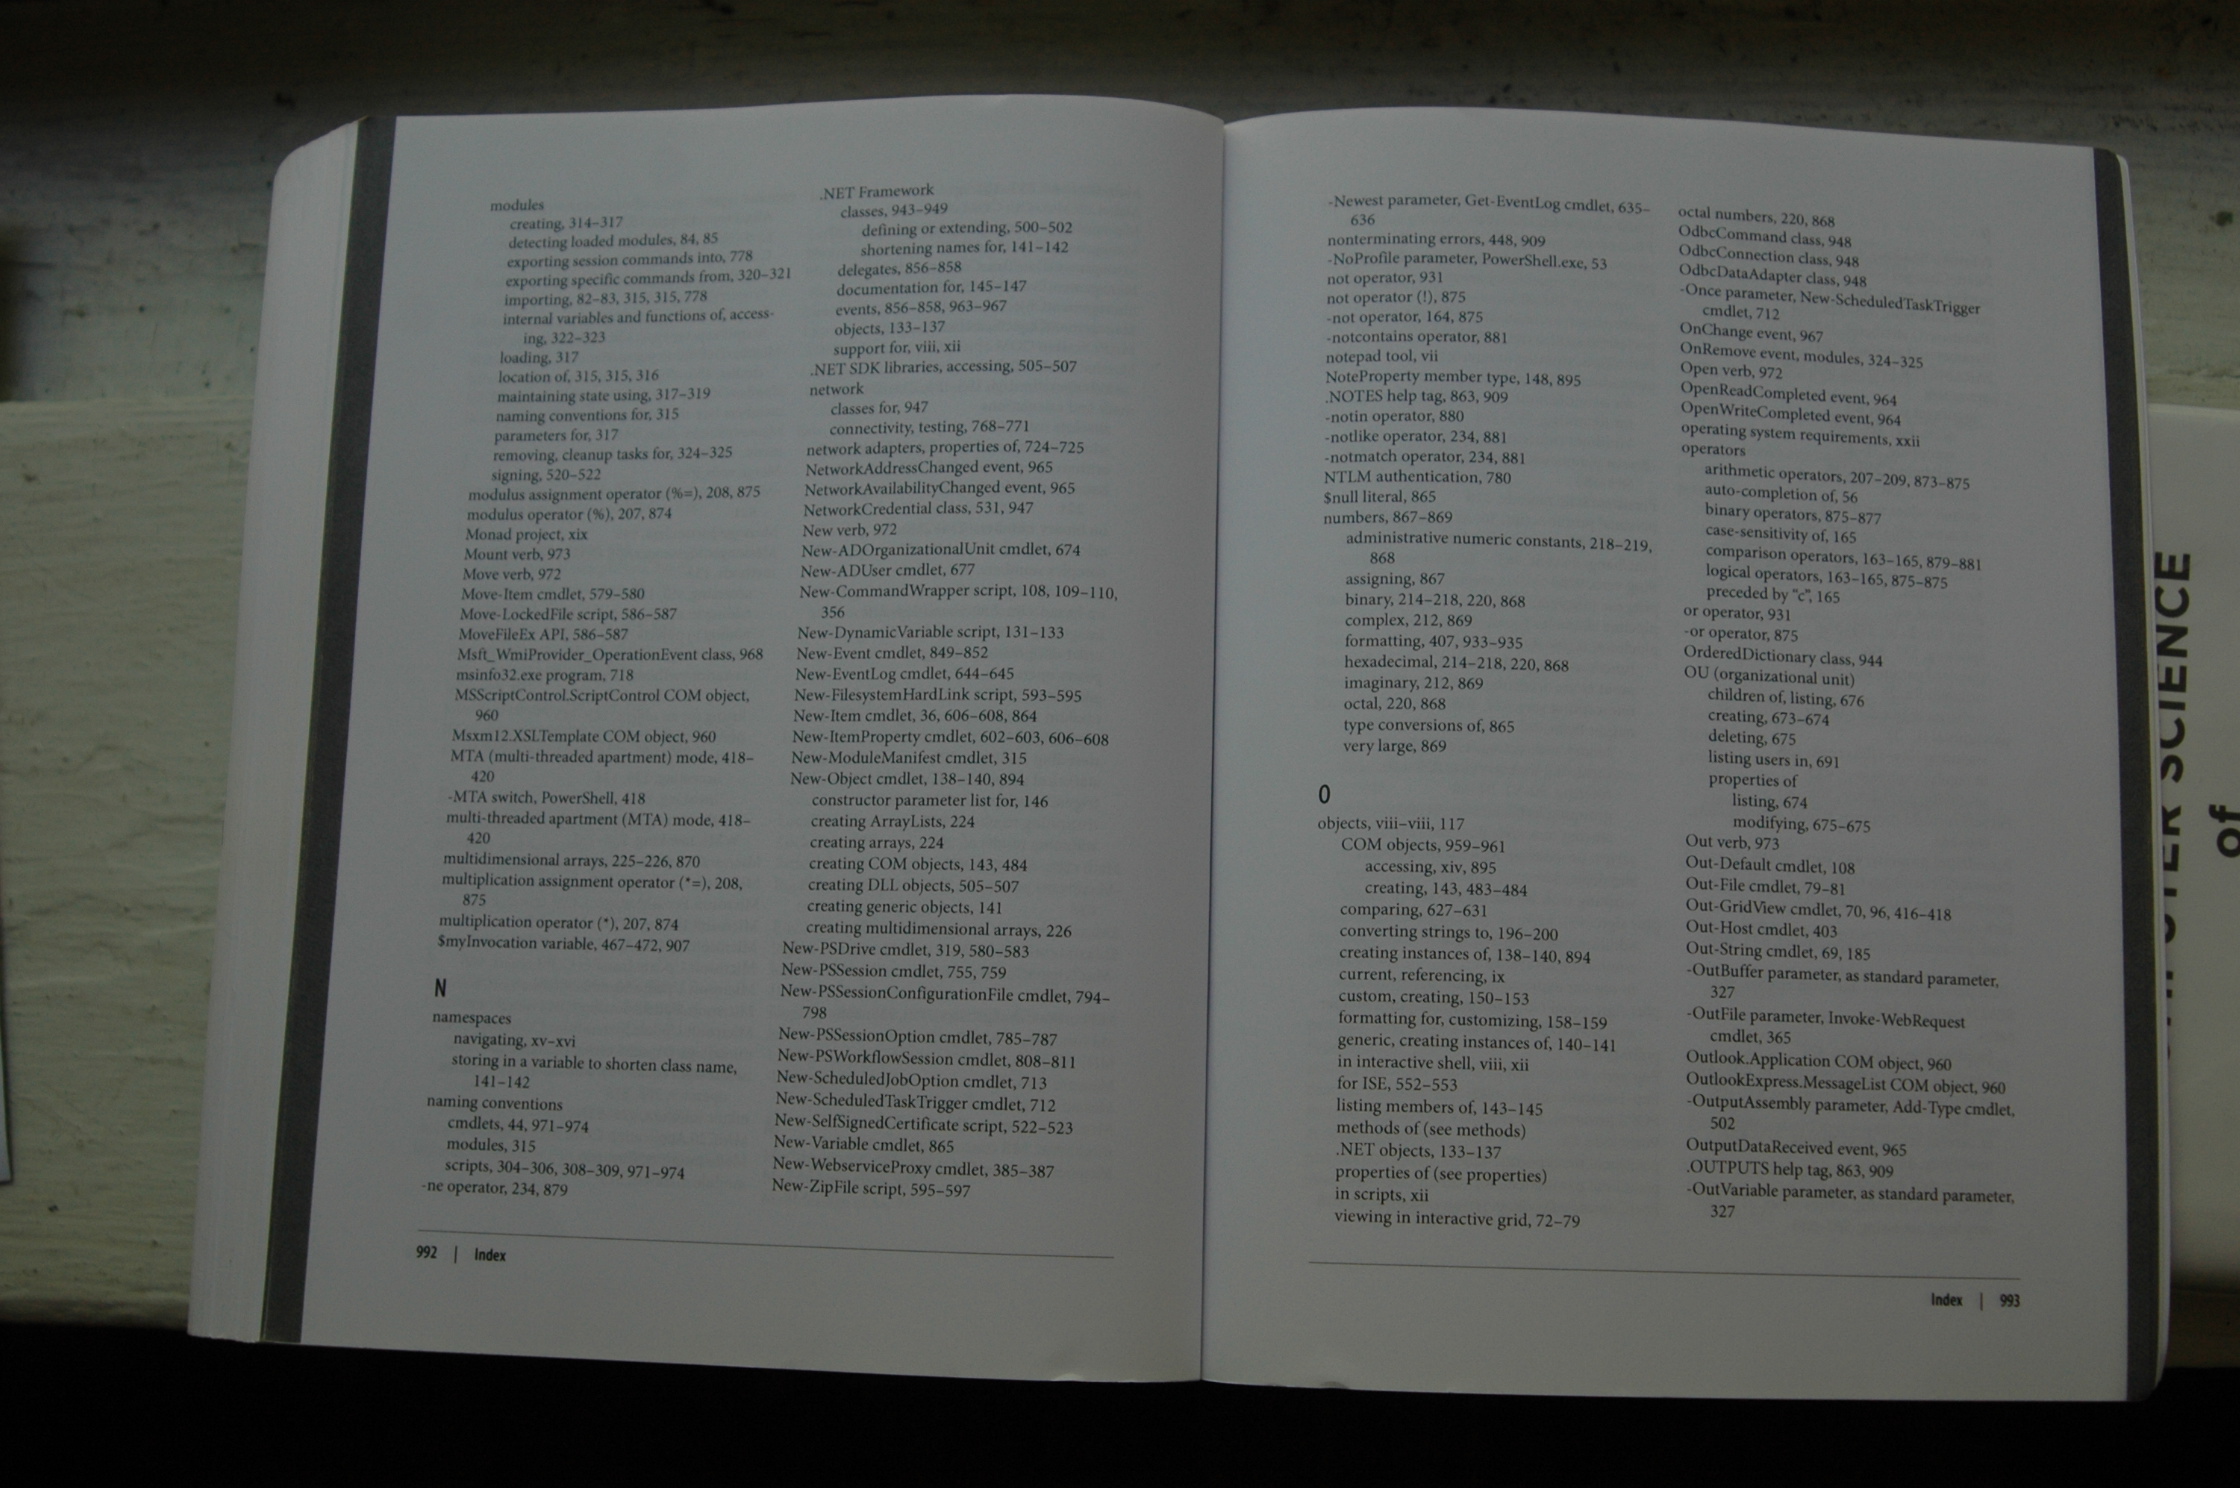 modules
creating, 314–317
detecting loaded modules, 84, 85
exporting session commands into, 778
exporting specific commands from, 320–321
importing, 82–83, 315, 315, 778
internal variables and functions of, access-
ing, 322–323
loading, 317
location of, 315, 315, 316
maintaining state using, 317–319
naming conventions for, 315
parameters for, 317
removing, cleanup tasks for, 324–325
signing, 520–522
modulus assignment operator (%=), 208, 875
modulus operator (%), 207, 874
Monad project, xix
Mount verb, 973
Move verb, 972
Move-Item cmdlet, 579–580
Move-LockedFile script, 586–587
MoveFileEx API, 586–587
Msft_WmiProvider_OperationEvent class, 968
msinfo32.exe program, 718
MSScriptControl.ScriptControl COM object,
960
Msxm12.XSLTemplate COM object, 960
MTA (multi-threaded apartment) mode, 418–
420
-MTA switch, PowerShell, 418
multi-threaded apartment (MTA) mode, 418–
420
multidimensional arrays, 225–226, 870
multiplication assignment operator (*=), 208,
875
multiplication operator (*), 207, 874
$myInvocation variable, 467–472, 907
N
namespaces
navigating, xv–xvi
storing in a variable to shorten class name,
141–142
naming conventions
cmdlets, 44, 971–974
modules, 315
scripts, 304–306, 308–309, 971–974
-ne operator, 234, 879
.NET Framework
classes, 943–949
defining or extending, 500–502
shortening names for, 141–142
delegates, 856–858
documentation for, 145–147
events, 856–858, 963–967
objects, 133–137
support for, viii, xii
.NET SDK libraries, accessing, 505–507
network
classes for, 947
connectivity, testing, 768–771
network adapters, properties of, 724–725
NetworkAddressChanged event, 965
NetworkAvailabilityChanged event, 965
NetworkCredential class, 531, 947
New verb, 972
New-ADOrganizationalUnit cmdlet, 674
New-ADUser cmdlet, 677
New-CommandWrapper script, 108, 109–110,
356
New-DynamicVariable script, 131–133
New-Event cmdlet, 849–852
New-EventLog cmdlet, 644–645
New-FilesystemHardLink script, 593–595
New-Item cmdlet, 36, 606–608, 864
New-ItemProperty cmdlet, 602–603, 606–608
New-ModuleManifest cmdlet, 315
New-Object cmdlet, 138–140, 894
constructor parameter list for, 146
creating ArrayLists, 224
creating arrays, 224
creating COM objects, 143, 484
creating DLL objects, 505–507
creating generic objects, 141
creating multidimensional arrays, 226
New-PSDrive cmdlet, 319, 580–583
New-PSSession cmdlet, 755, 759
New-PSSessionConfigurationFile cmdlet, 794–
798
New-PSSessionOption cmdlet, 785–787
New-PSWorkflowSession cmdlet, 808–811
New-ScheduledJobOption cmdlet, 713
New-ScheduledTaskTrigger cmdlet, 712
New-SelfSignedCertificate script, 522–523
New-Variable cmdlet, 865
New-WebserviceProxy cmdlet, 385–387
New-ZipFile script, 595–597
992 | Index
-Newest parameter, Get-EventLog cmdlet, 635–
636
nonterminating errors, 448, 909
-NoProfile parameter, PowerShell.exe, 53
not operator, 931
not operator (!), 875
-not operator, 164, 875
-notcontains operator, 881
notepad tool, vii
NoteProperty member type, 148, 895
.NOTES help tag, 863, 909
-notin operator, 880
-notlike operator, 234, 881
-notmatch operator, 234, 881
NTLM authentication, 780
$null literal, 865
numbers, 867–869
administrative numeric constants, 218–219,
868
assigning, 867
binary, 214–218, 220, 868
complex, 212, 869
formatting, 407, 933–935
hexadecimal, 214–218, 220, 868
imaginary, 212, 869
octal, 220, 868
type conversions of, 865
very large, 869
O
objects, viii–viii, 117
COM objects, 959–961
accessing, xiv, 895
creating, 143, 483–484
comparing, 627–631
converting strings to, 196–200
creating instances of, 138–140, 894
current, referencing, ix
custom, creating, 150–153
formatting for, customizing, 158–159
generic, creating instances of, 140–141
in interactive shell, viii, xii
for ISE, 552–553
listing members of, 143–145
methods of (see methods)
.NET objects, 133–137
properties of (see properties)
in scripts, xii
viewing in interactive grid, 72–79
octal numbers, 220, 868
OdbcCommand class, 948
OdbcConnection class, 948
OdbcDataAdapter class, 948
-Once parameter, New-ScheduledTaskTrigger
cmdlet, 712
OnChange event, 967
OnRemove event, modules, 324–325
Open verb, 972
OpenReadCompleted event, 964
OpenWriteCompleted event, 964
operating system requirements, xxii
operators
arithmetic operators, 207–209, 873–875
auto-completion of, 56
binary operators, 875–877
case-sensitivity of, 165
comparison operators, 163–165, 879–881
logical operators, 163–165, 875–875
preceded by “c”, 165
or operator, 931
-or operator, 875
OrderedDictionary class, 944
OU (organizational unit)
children of, listing, 676
creating, 673–674
deleting, 675
listing users in, 691
properties of
listing, 674
modifying, 675–675
Out verb, 973
Out-Default cmdlet, 108
Out-File cmdlet, 79–81
Out-GridView cmdlet, 70, 96, 416–418
Out-Host cmdlet, 403
Out-String cmdlet, 69, 185
-OutBuffer parameter, as standard parameter,
327
-OutFile parameter, Invoke-WebRequest
cmdlet, 365
Outlook.Application COM object, 960
OutlookExpress.MessageList COM object, 960
-OutputAssembly parameter, Add-Type cmdlet,
502
OutputDataReceived event, 965
.OUTPUTS help tag, 863, 909
-OutVariable parameter, as standard parameter,
327
Index | 993
SCIENCE
of